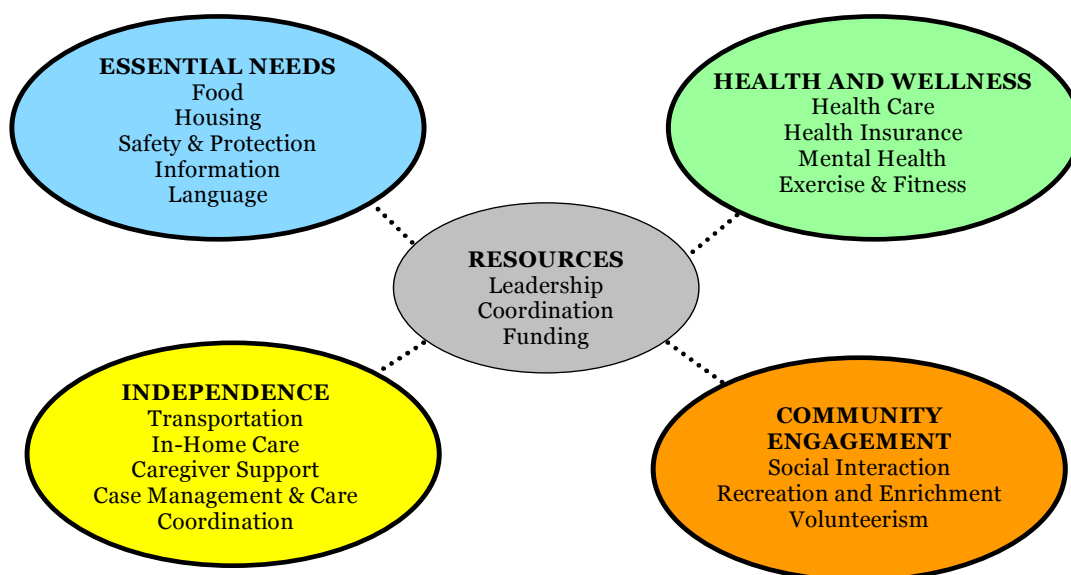 ESSENTIAL NEEDS
Food
Housing
Safety & Protection
Information
Language
HEALTH AND WELLNESS
Health Care
Health Insurance
Mental Health
Exercise & Fitness
RESOURCES
Leadership
Coordination
Funding
INDEPENDENCE
Transportation
In-Home Care
Caregiver Support
Case Management & Care
Coordination
COMMUNITY
ENGAGEMENT
Social Interaction
Recreation and Enrichment
Volunteerism